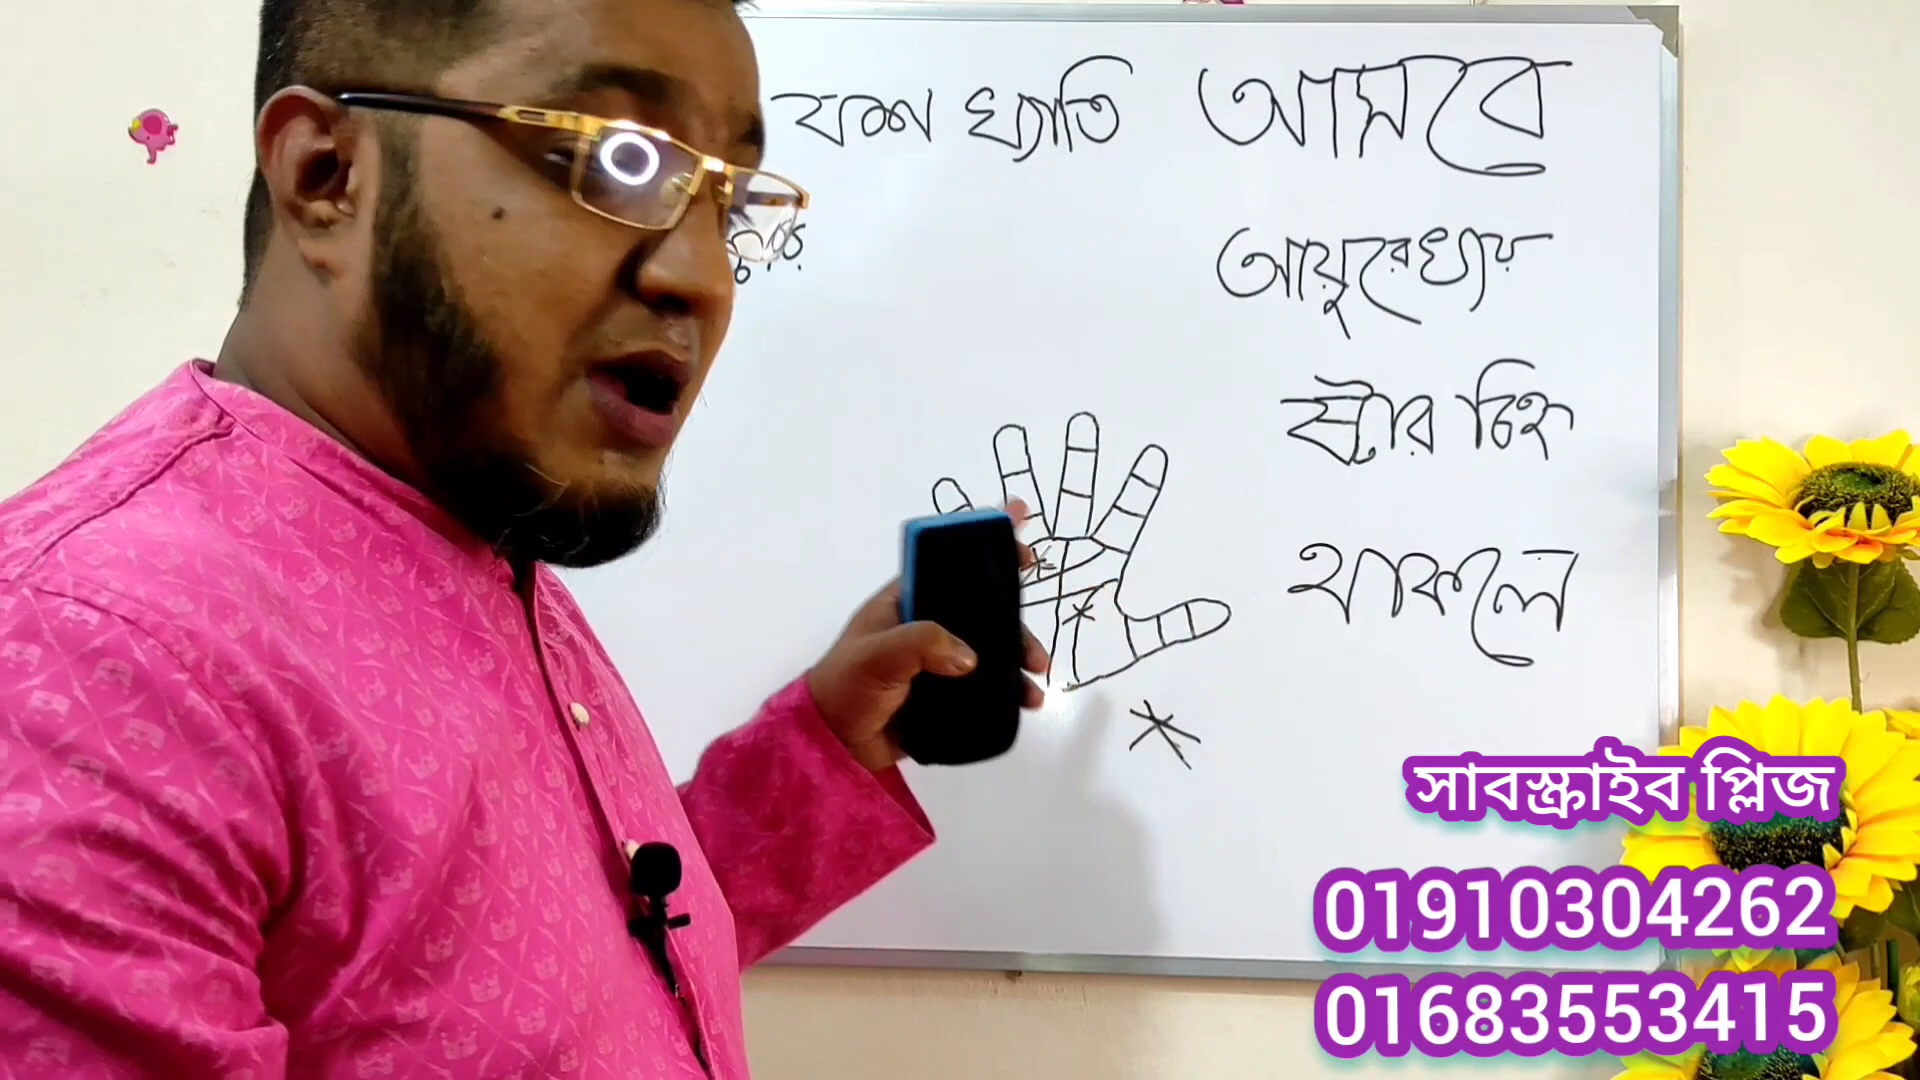 যশ খ্যাতি আসবে
আয়ুরেখায়
ষ্টার চিহ্ন
থাকলে
সাবস্ক্রাইব প্লিজ
01910304262
01683553415